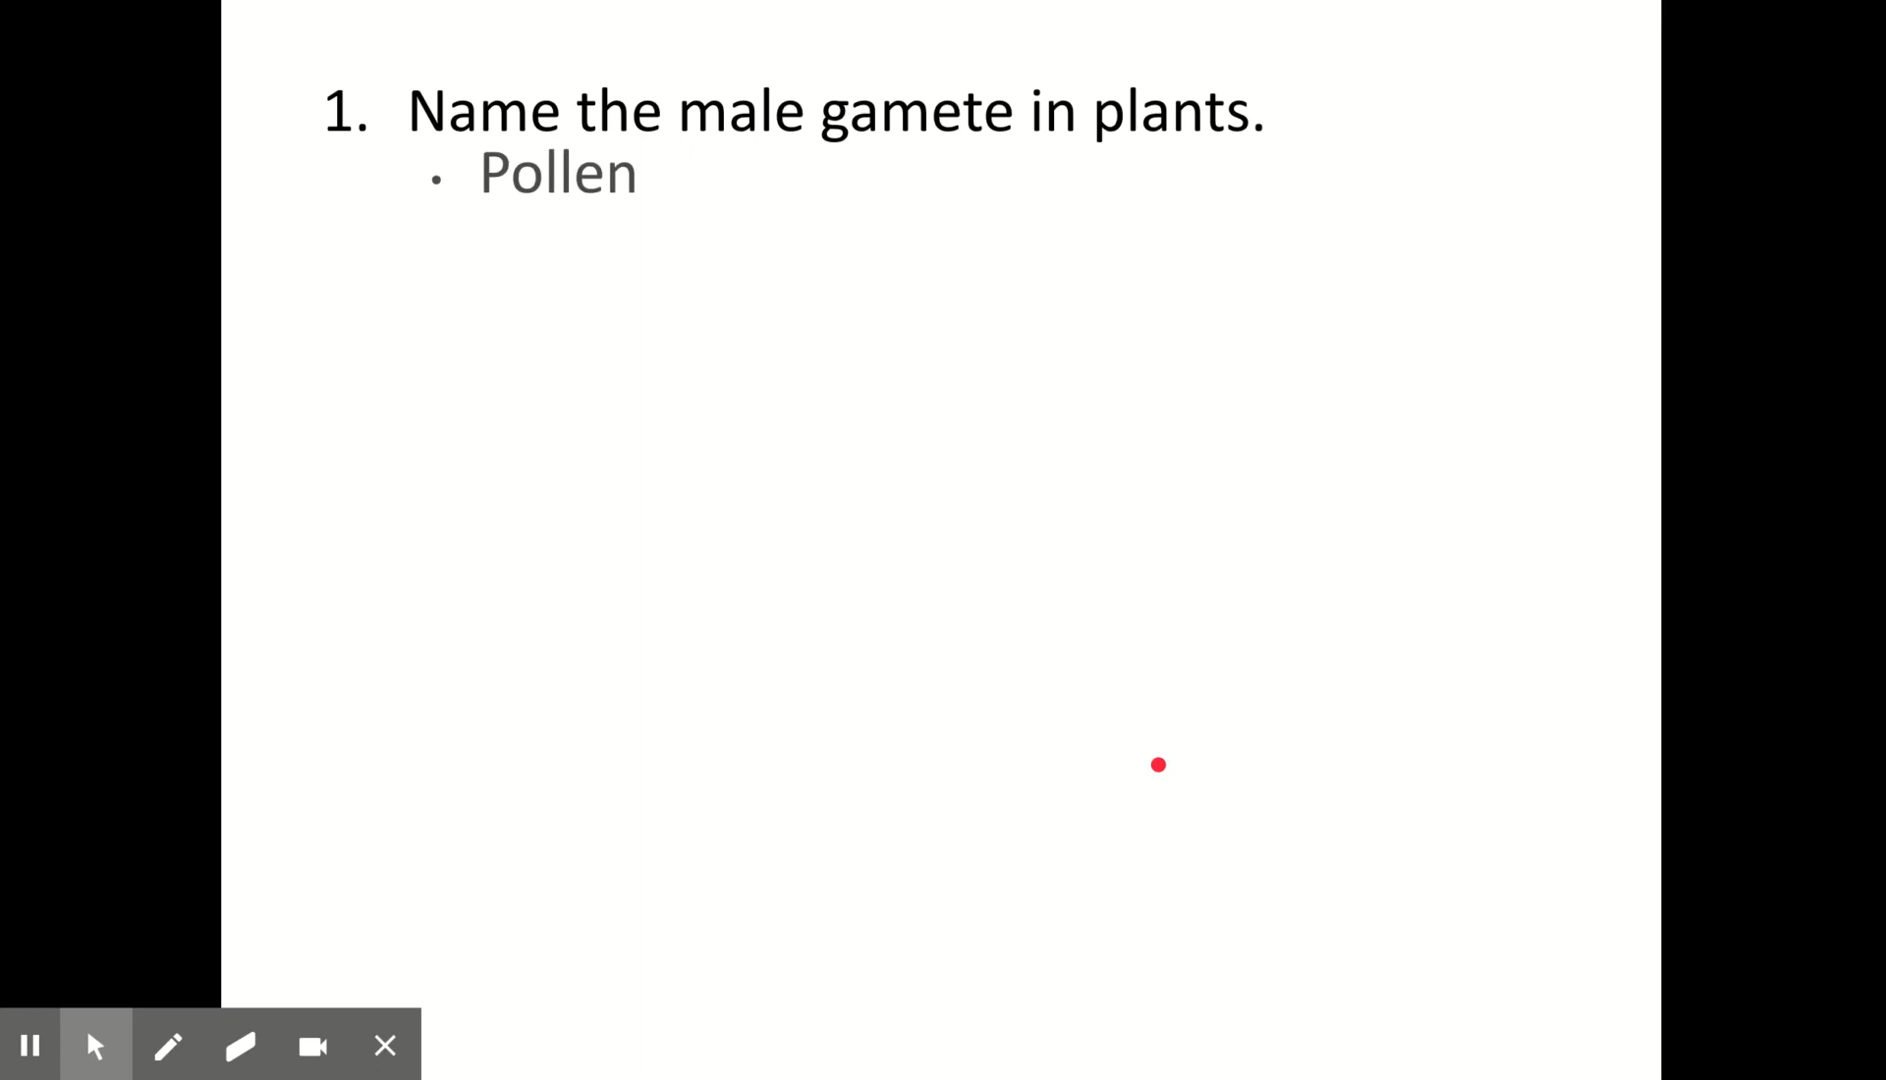 1. Name the male gamete in plants.
• Pollen